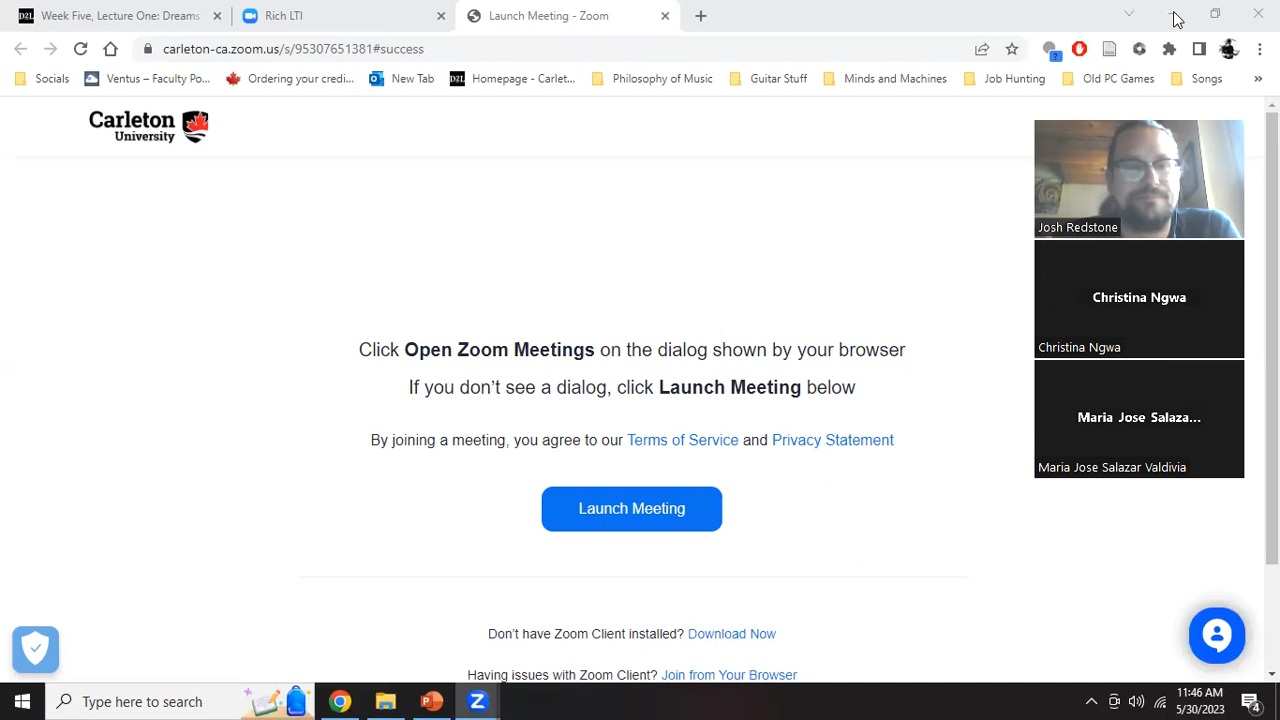 Week Five, Lecture One: Dreams
Rich LTI
Launch Meeting - Zoom
carleton-ca.zoom.us/s/95307651381#success
Socials
Ventus – Faculty Po...
Ordering your credi...
New Tab
Homepage - Carlet...
Philosophy of Music
Guitar Stuff
Minds and Machines
Job Hunting
Old PC Games
Songs
»
Carleton
University
D2L
D2L
?
Josh Redstone
Christina Ngwa
Christina Ngwa
Maria Jose Salaza...
Maria Jose Salazar Valdivia
Click Open Zoom Meetings on the dialog shown by your browser
If you don’t see a dialog, click Launch Meeting below
By joining a meeting, you agree to our Terms of Service and Privacy Statement
Launch Meeting
Don’t have Zoom Client installed? Download Now
Having issues with Zoom Client? Join from Your Browser
Type here to search
11:46 AM
5/30/2023
4